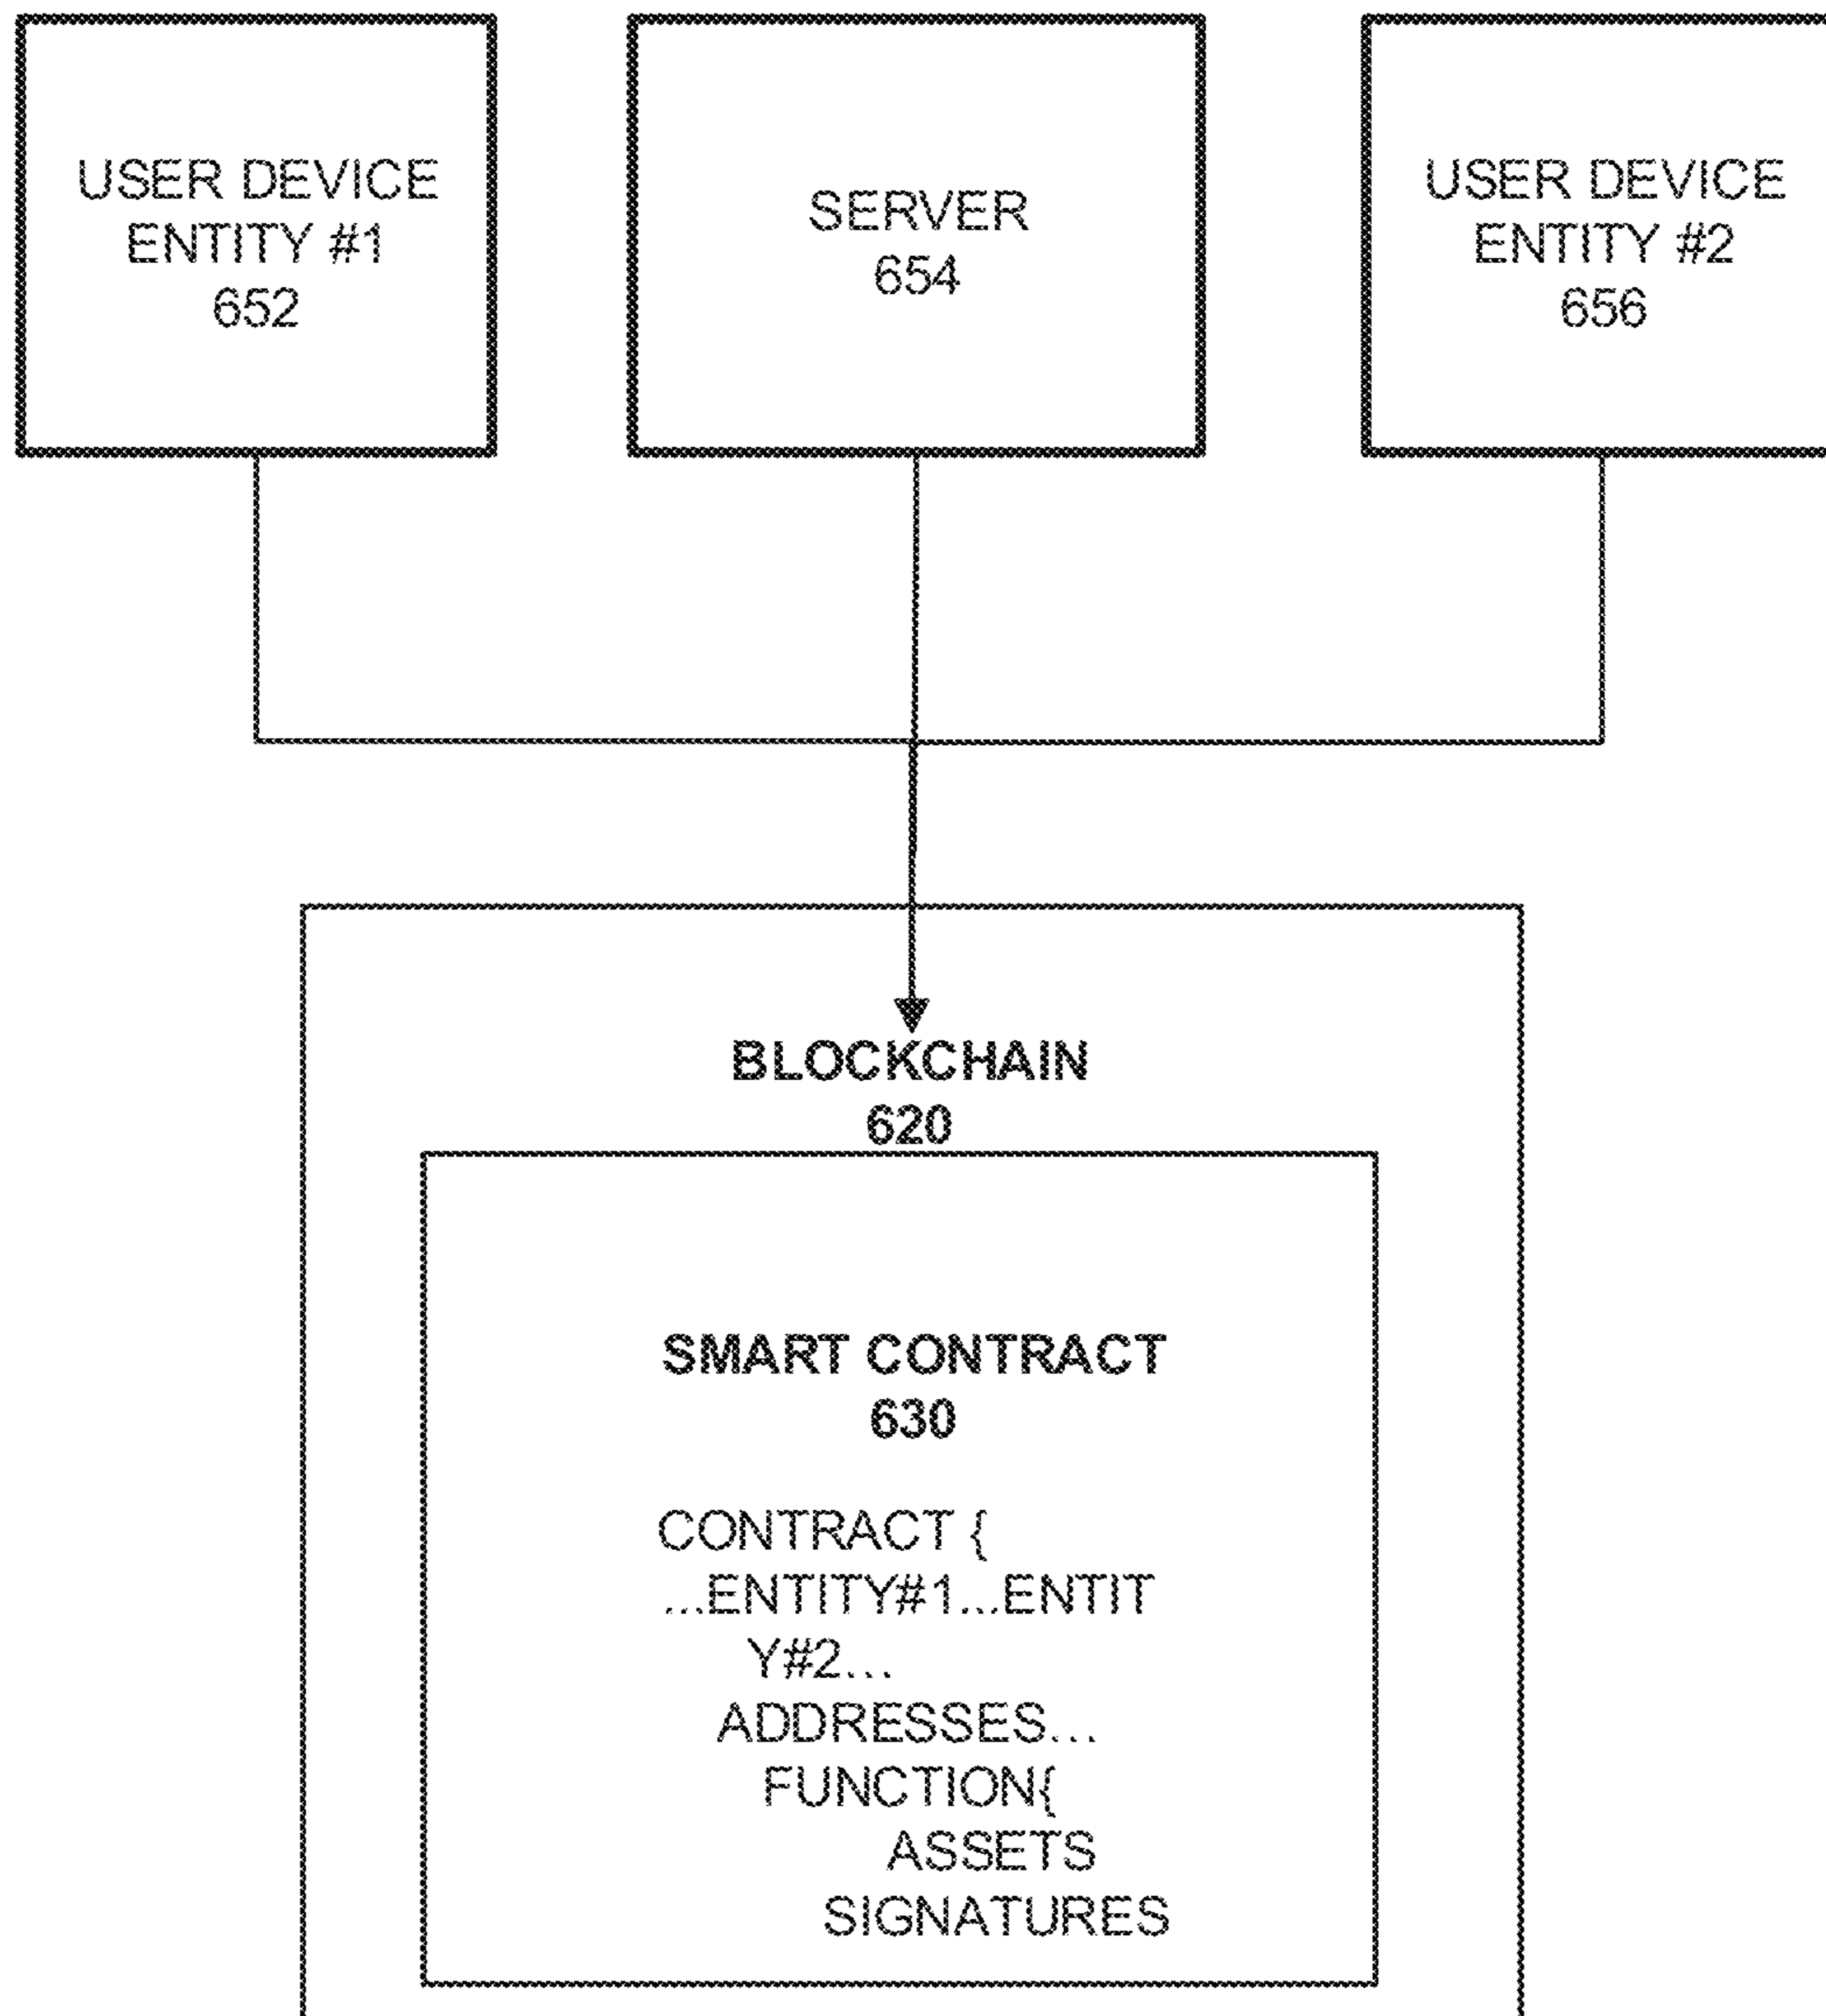 USER DEVICE
ENTITY #1
652
SERVER
654
USER DEVICE
ENTITY #2
656
BLOCKCHAIN
620
SMART CONTRACT
630
CONTRACT {
...ENTITY#1...ENTIT
Y#2...
ADDRESSES...
FUNCTION{
ASSETS
SIGNATURES